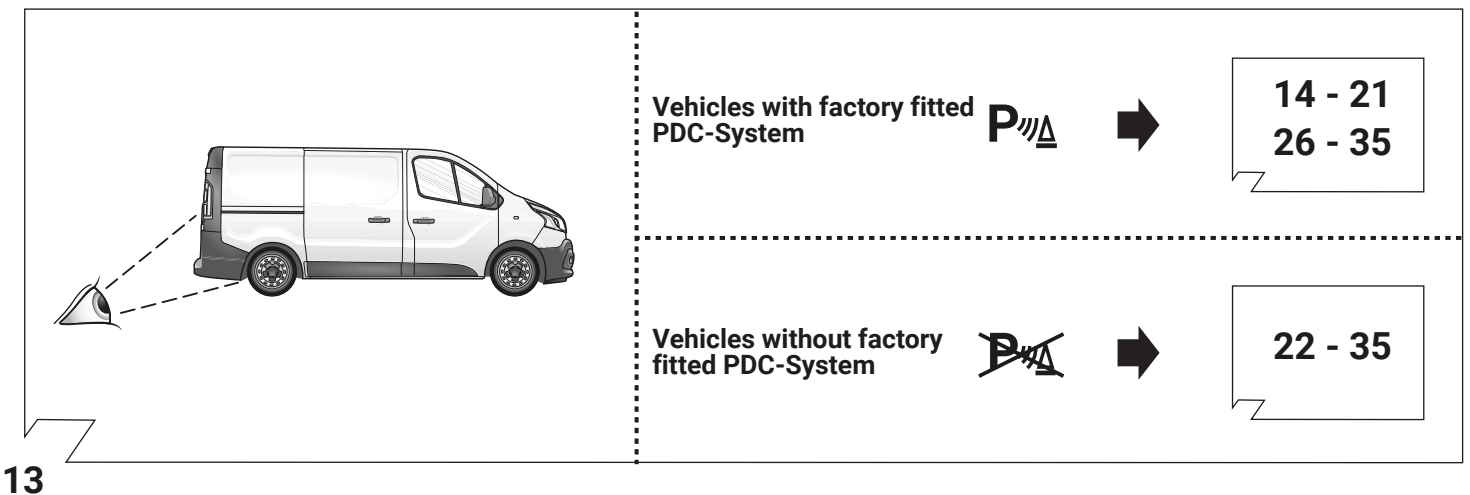 Vehicles with factory fitted
PDC-System
P
14 - 21
26 - 35
Vehicles without factory
fitted PDC-System
P
22 - 35
13